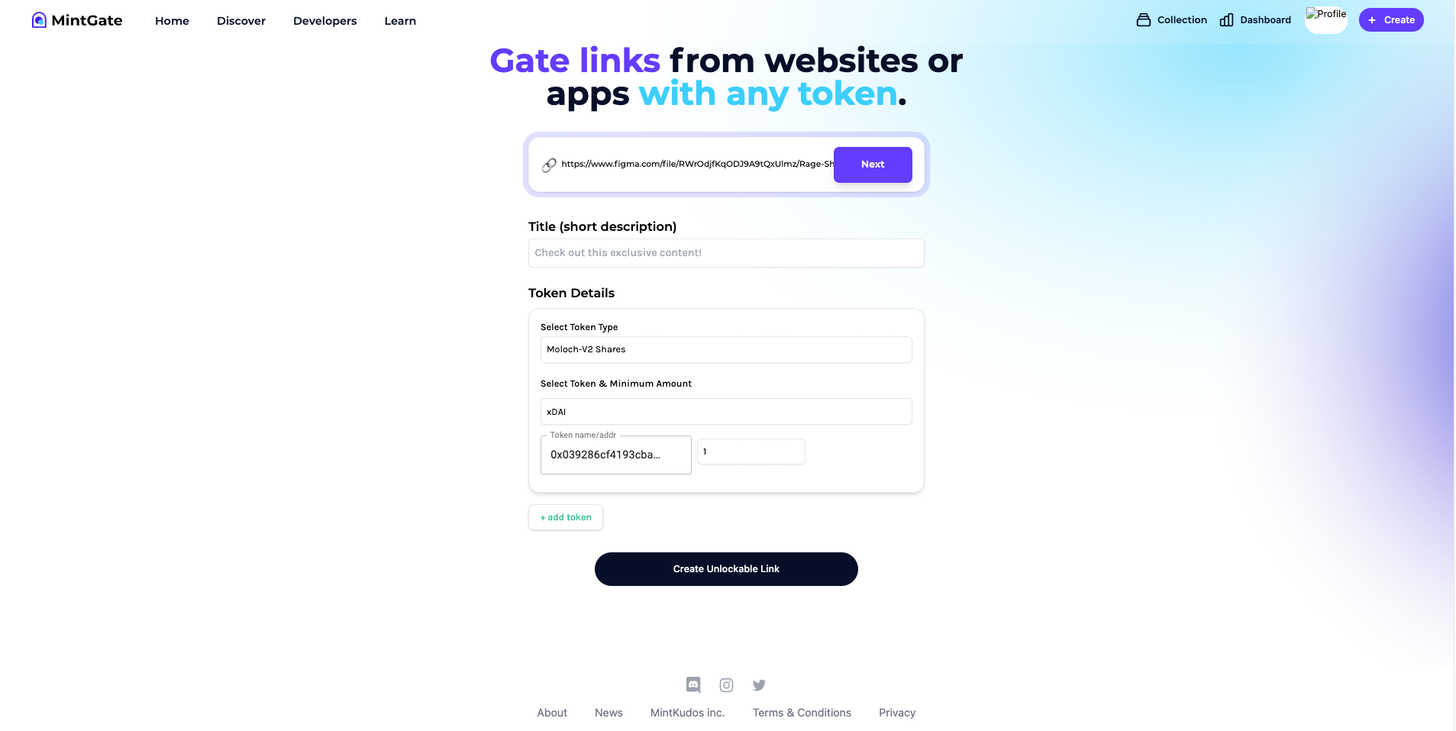 MintGate
Home Discover Developers Learn
Collection Dashboard Profile + Create
Gate links from websites or
apps with any token.
https://www.figma.com/file/RWrOdjfKqODJ9A9tQxUlmz/Rage-Sh Next
Title (short description)
Check out this exclusive content!
Token Details
Select Token Type
Moloch-V2 Shares
Select Token & Minimum Amount
xDAI
Token name/addr
0x039286cf4193cba... 1
+ add token
Create Unlockable Link
About News MintKudos inc. Terms & Conditions Privacy